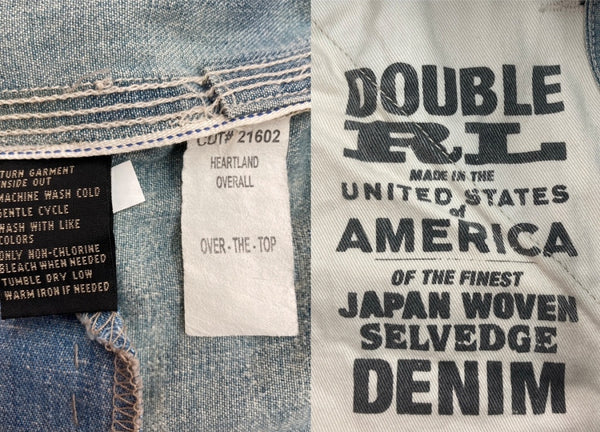 TURN GARMENT
INSIDE OUT
MACHINE WASH COLD
GENTLE CYCLE
WASH WITH LIKE
COLORS
ONLY NON-CHLORINE
BLEACH WHEN NEEDED
TUMBLE DRY LOW
WARM IRON IF NEEDED
CUT# 21602
HEARTLAND
OVERALL
OVER-THE-TOP
DOUBLE
RL
MADE IN THE
UNITED STATES
of
AMERICA
OF THE FINEST
JAPAN WOVEN
SELVEDGE
DENIM